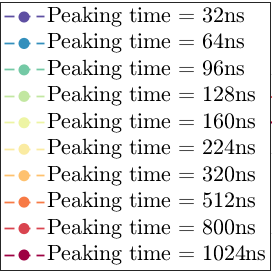 Peaking time = 32ns
Peaking time = 64ns
Peaking time = 96ns
Peaking time = 128ns
Peaking time = 160ns
Peaking time = 224ns
Peaking time = 320ns
Peaking time = 512ns
Peaking time = 800ns
Peaking time = 1024ns